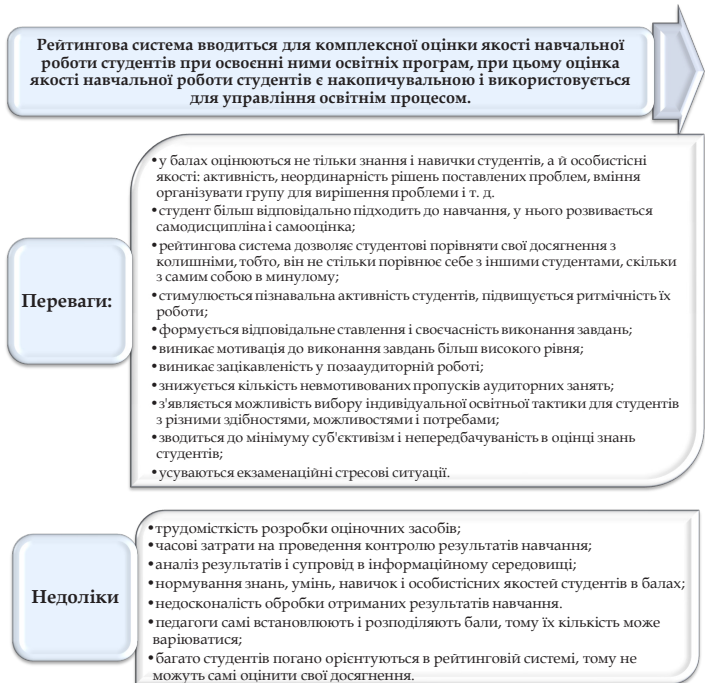 Рейтингова система вводиться для комплексної оцінки якості навчальної
роботи студентів при освоєнні ними освітніх програм, при цьому оцінка
якості навчальної роботи студентів є накопичувальною і використовується
для управління освітнім процесом.
Переваги:
•у балах оцінюються не тільки знання і навички студентів, а й особистісні
якості: активність, неординарність рішень поставлених проблем, вміння
організувати групу для вирішення проблеми і т. д.
•студент більш відповідально підходить до навчання, у нього розвивається
самодисципліна і самооцінка;
•рейтингова система дозволяє студентові порівняти свої досягнення з
колишніми, тобто, він не стільки порівнює себе з іншими студентами, скільки
з самим собою в минулому;
•стимулюється пізнавальна активність студентів, підвищується ритмічність їх
роботи;
•формується відповідальне ставлення і своєчасність виконання завдань;
•виникає мотивація до виконання завдань більш високого рівня;
•виникає зацікавленість у позааудиторній роботі;
•знижується кількість невмотивованих пропусків аудиторних занять;
•з'являється можливість вибору індивідуальної освітньої тактики для студентів
з різними здібностями, можливостями і потребами;
•зводиться до мінімуму суб'єктивізм і непередбачуваність в оцінці знань
студентів;
•усуваються екзаменаційні стресові ситуації.
Недоліки
•трудомісткість розробки оціночних засобів;
•часові затрати на проведення контролю результатів навчання;
•аналіз результатів і супровід в інформаційному середовищі;
•нормування знань, умінь, навичок і особистісних якостей студентів в балах;
•недосконалість обробки отриманих результатів навчання.
•педагоги самі встановлюють і розподіляють бали, тому їх кількість може
варіюватися;
•багато студентів погано орієнтуються в рейтинговій системі, тому не
можуть самі оцінити свої досягнення.